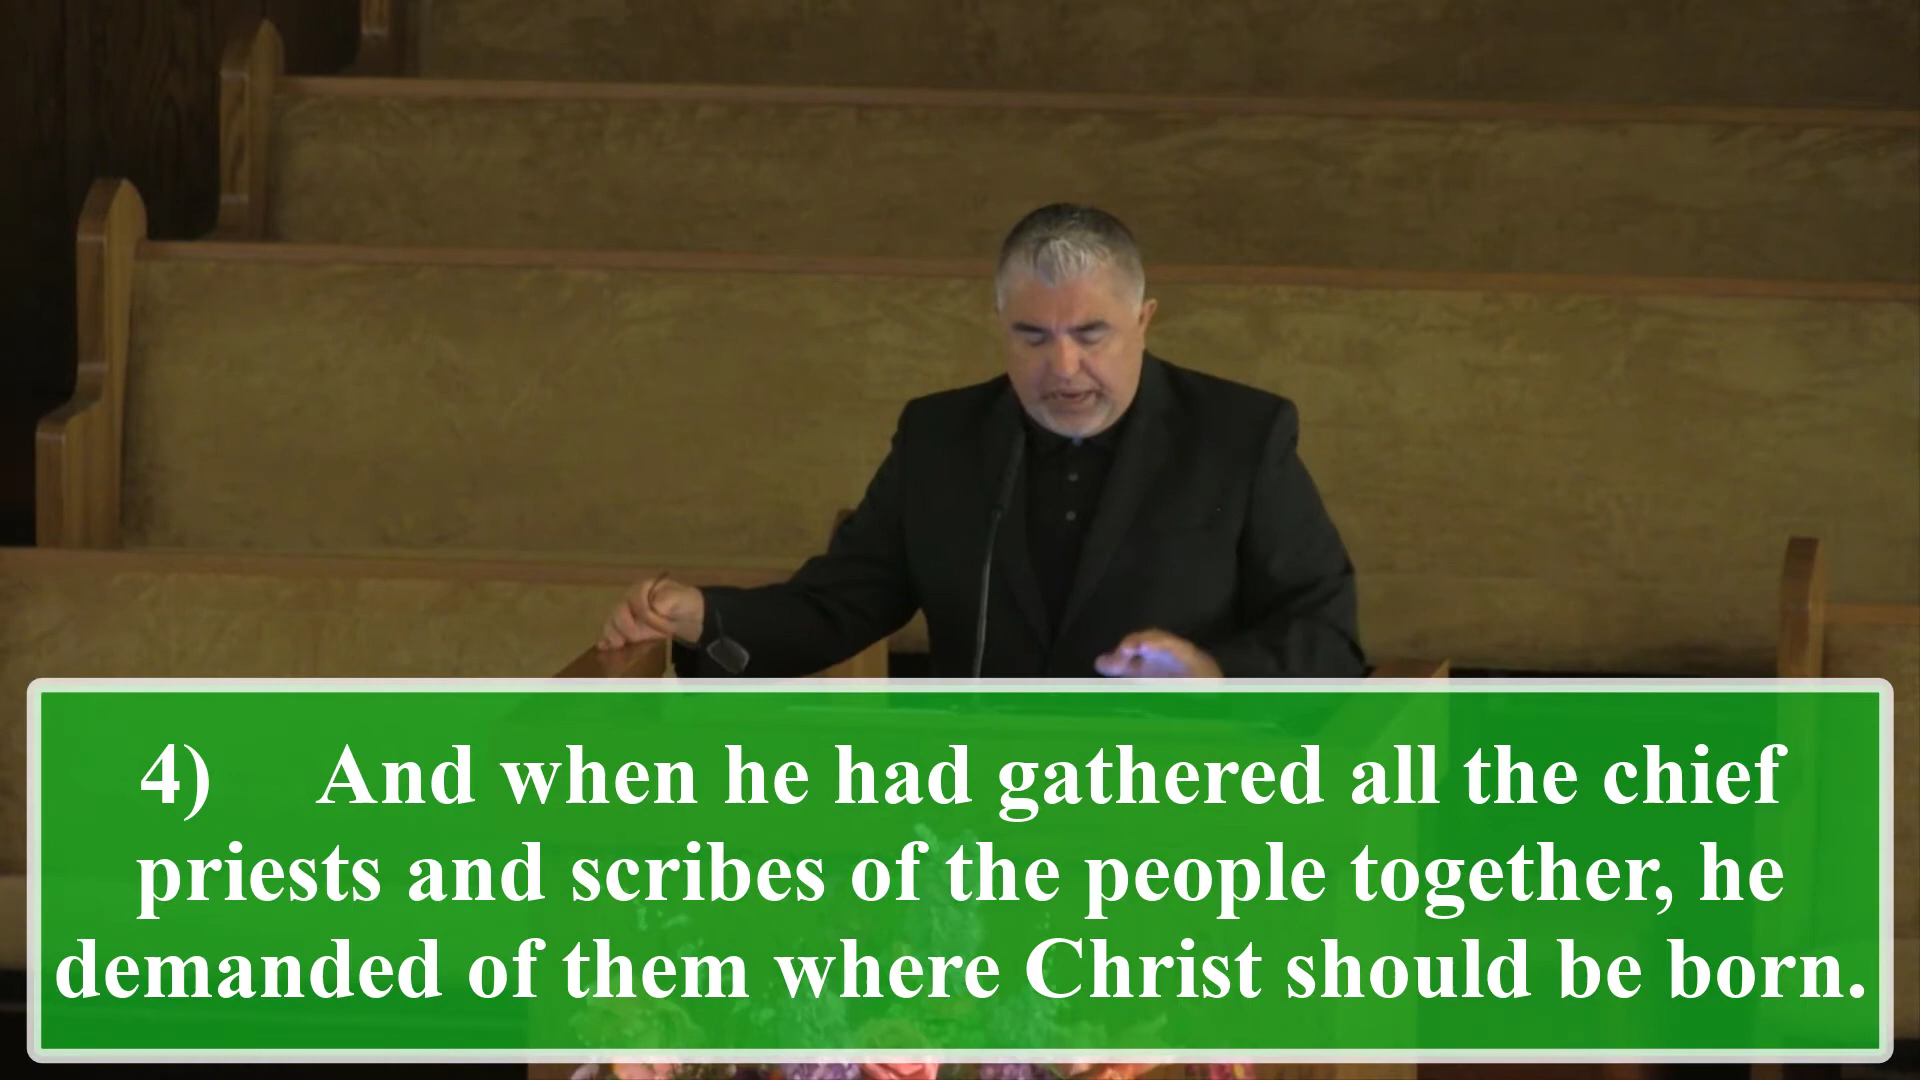 4) And when he had gathered all the chief
priests and scribes of the people together, he
demanded of them where Christ should be born.